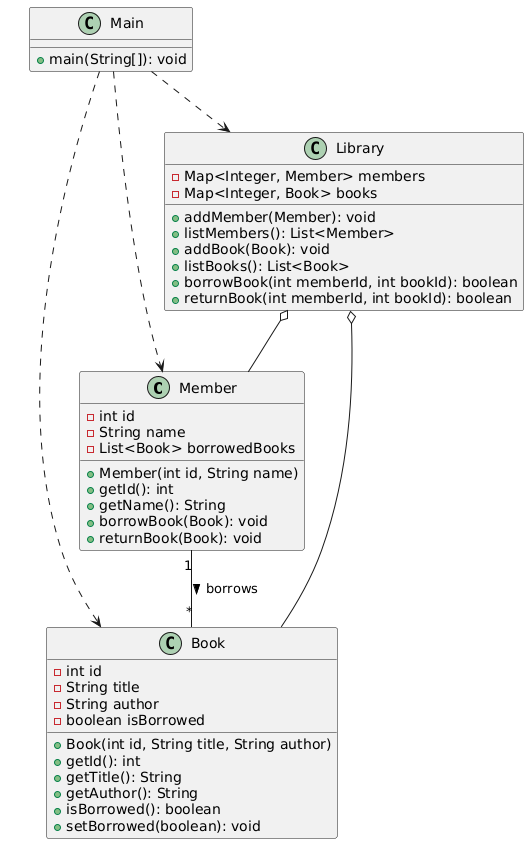 C Main
main(String[]): void
C Library
Map<Integer, Member> members
Map<Integer, Book> books
addMember(Member): void
listMembers(): List<Member>
addBook(Book): void
listBooks(): List<Book>
borrowBook(int memberId, int bookId): boolean
returnBook(int memberId, int bookId): boolean
C Member
int id
String name
List<Book> borrowedBooks
Member(int id, String name)
getId(): int
getName(): String
borrowBook(Book): void
returnBook(Book): void
1
borrows
*
C Book
int id
String title
String author
boolean isBorrowed
Book(int id, String title, String author)
getId(): int
getTitle(): String
getAuthor(): String
isBorrowed(): boolean
setBorrowed(boolean): void